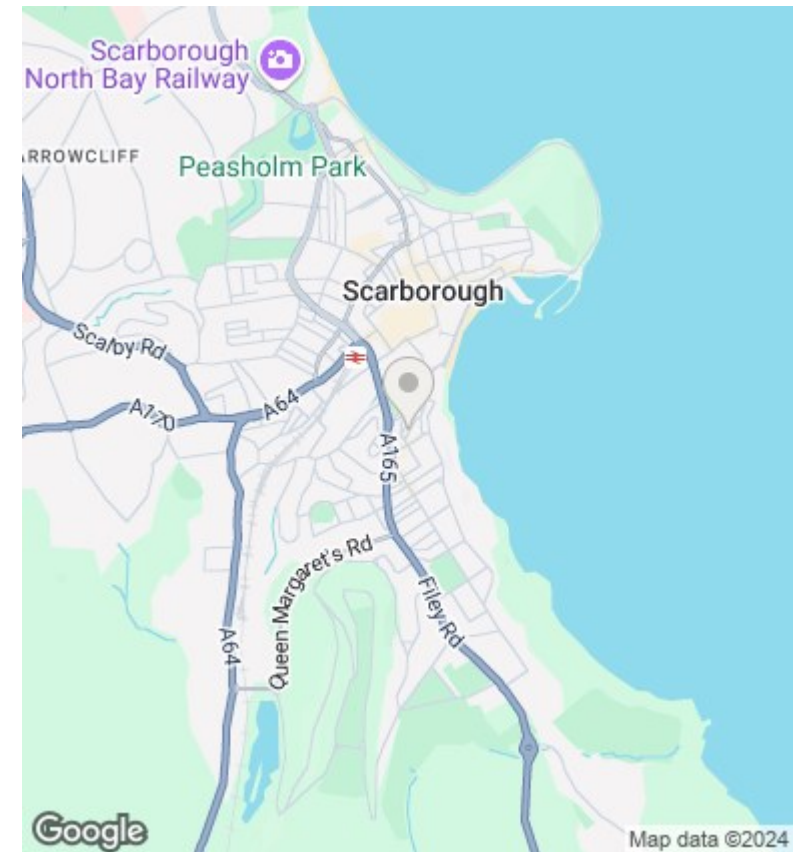 Scarborough
North Bay Railway
ARROWCLIFF
Peasholm Park
Scarborough
Scalby Rd
A64
A170
A165
Queen Margaret's Rd
Filey Rd
A64
Google
Map data ©2024